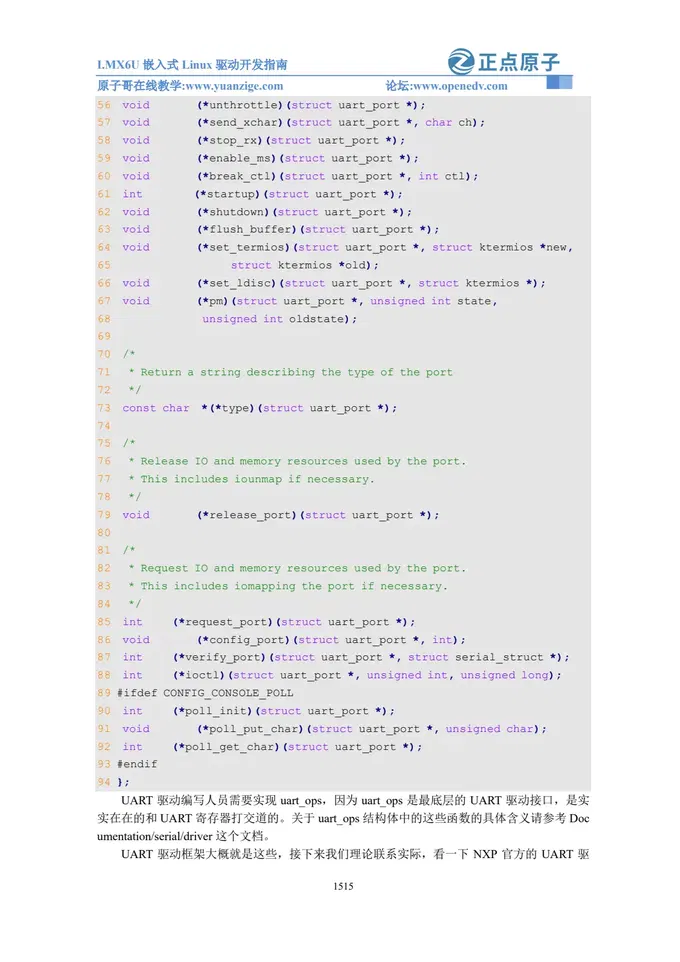 I.MX6U 嵌入式 Linux 驱动开发指南
正点原子
原子哥在线教学:www.yuanzige.com 论坛:www.openedv.com
56 void (*unthrottle)(struct uart_port *);
57 void (*send_xchar)(struct uart_port *, char ch);
58 void (*stop_rx)(struct uart_port *);
59 void (*enable_ms)(struct uart_port *);
60 void (*break_ctl)(struct uart_port *, int ctl);
61 int (*startup)(struct uart_port *);
62 void (*shutdown)(struct uart_port *);
63 void (*flush_buffer)(struct uart_port *);
64 void (*set_termios)(struct uart_port *, struct ktermios *new,
65 struct ktermios *old);
66 void (*set_ldisc)(struct uart_port *, struct ktermios *);
67 void (*pm)(struct uart_port *, unsigned int state,
68 unsigned int oldstate);
69
70 /*
71 * Return a string describing the type of the port
72 */
73 const char *(*type)(struct uart_port *);
74
75 /*
76 * Release IO and memory resources used by the port.
77 * This includes iounmap if necessary.
78 */
79 void (*release_port)(struct uart_port *);
80
81 /*
82 * Request IO and memory resources used by the port.
83 * This includes iomapping the port if necessary.
84 */
85 int (*request_port)(struct uart_port *);
86 void (*config_port)(struct uart_port *, int);
87 int (*verify_port)(struct uart_port *, struct serial_struct *);
88 int (*ioctl)(struct uart_port *, unsigned int, unsigned long);
89 #ifdef CONFIG_CONSOLE_POLL
90 int (*poll_init)(struct uart_port *);
91 void (*poll_put_char)(struct uart_port *, unsigned char);
92 int (*poll_get_char)(struct uart_port *);
93 #endif
94 };
UART 驱动编写人员需要实现 uart_ops，因为 uart_ops 是最底层的 UART 驱动接口，是实
实在在的和 UART 寄存器打交道的。关于 uart_ops 结构体中的这些函数的具体含义请参考 Doc
umentation/serial/driver 这个文档。
UART 驱动框架大概就是这些，接下来我们理论联系实际，看一下 NXP 官方的 UART 驱
1515